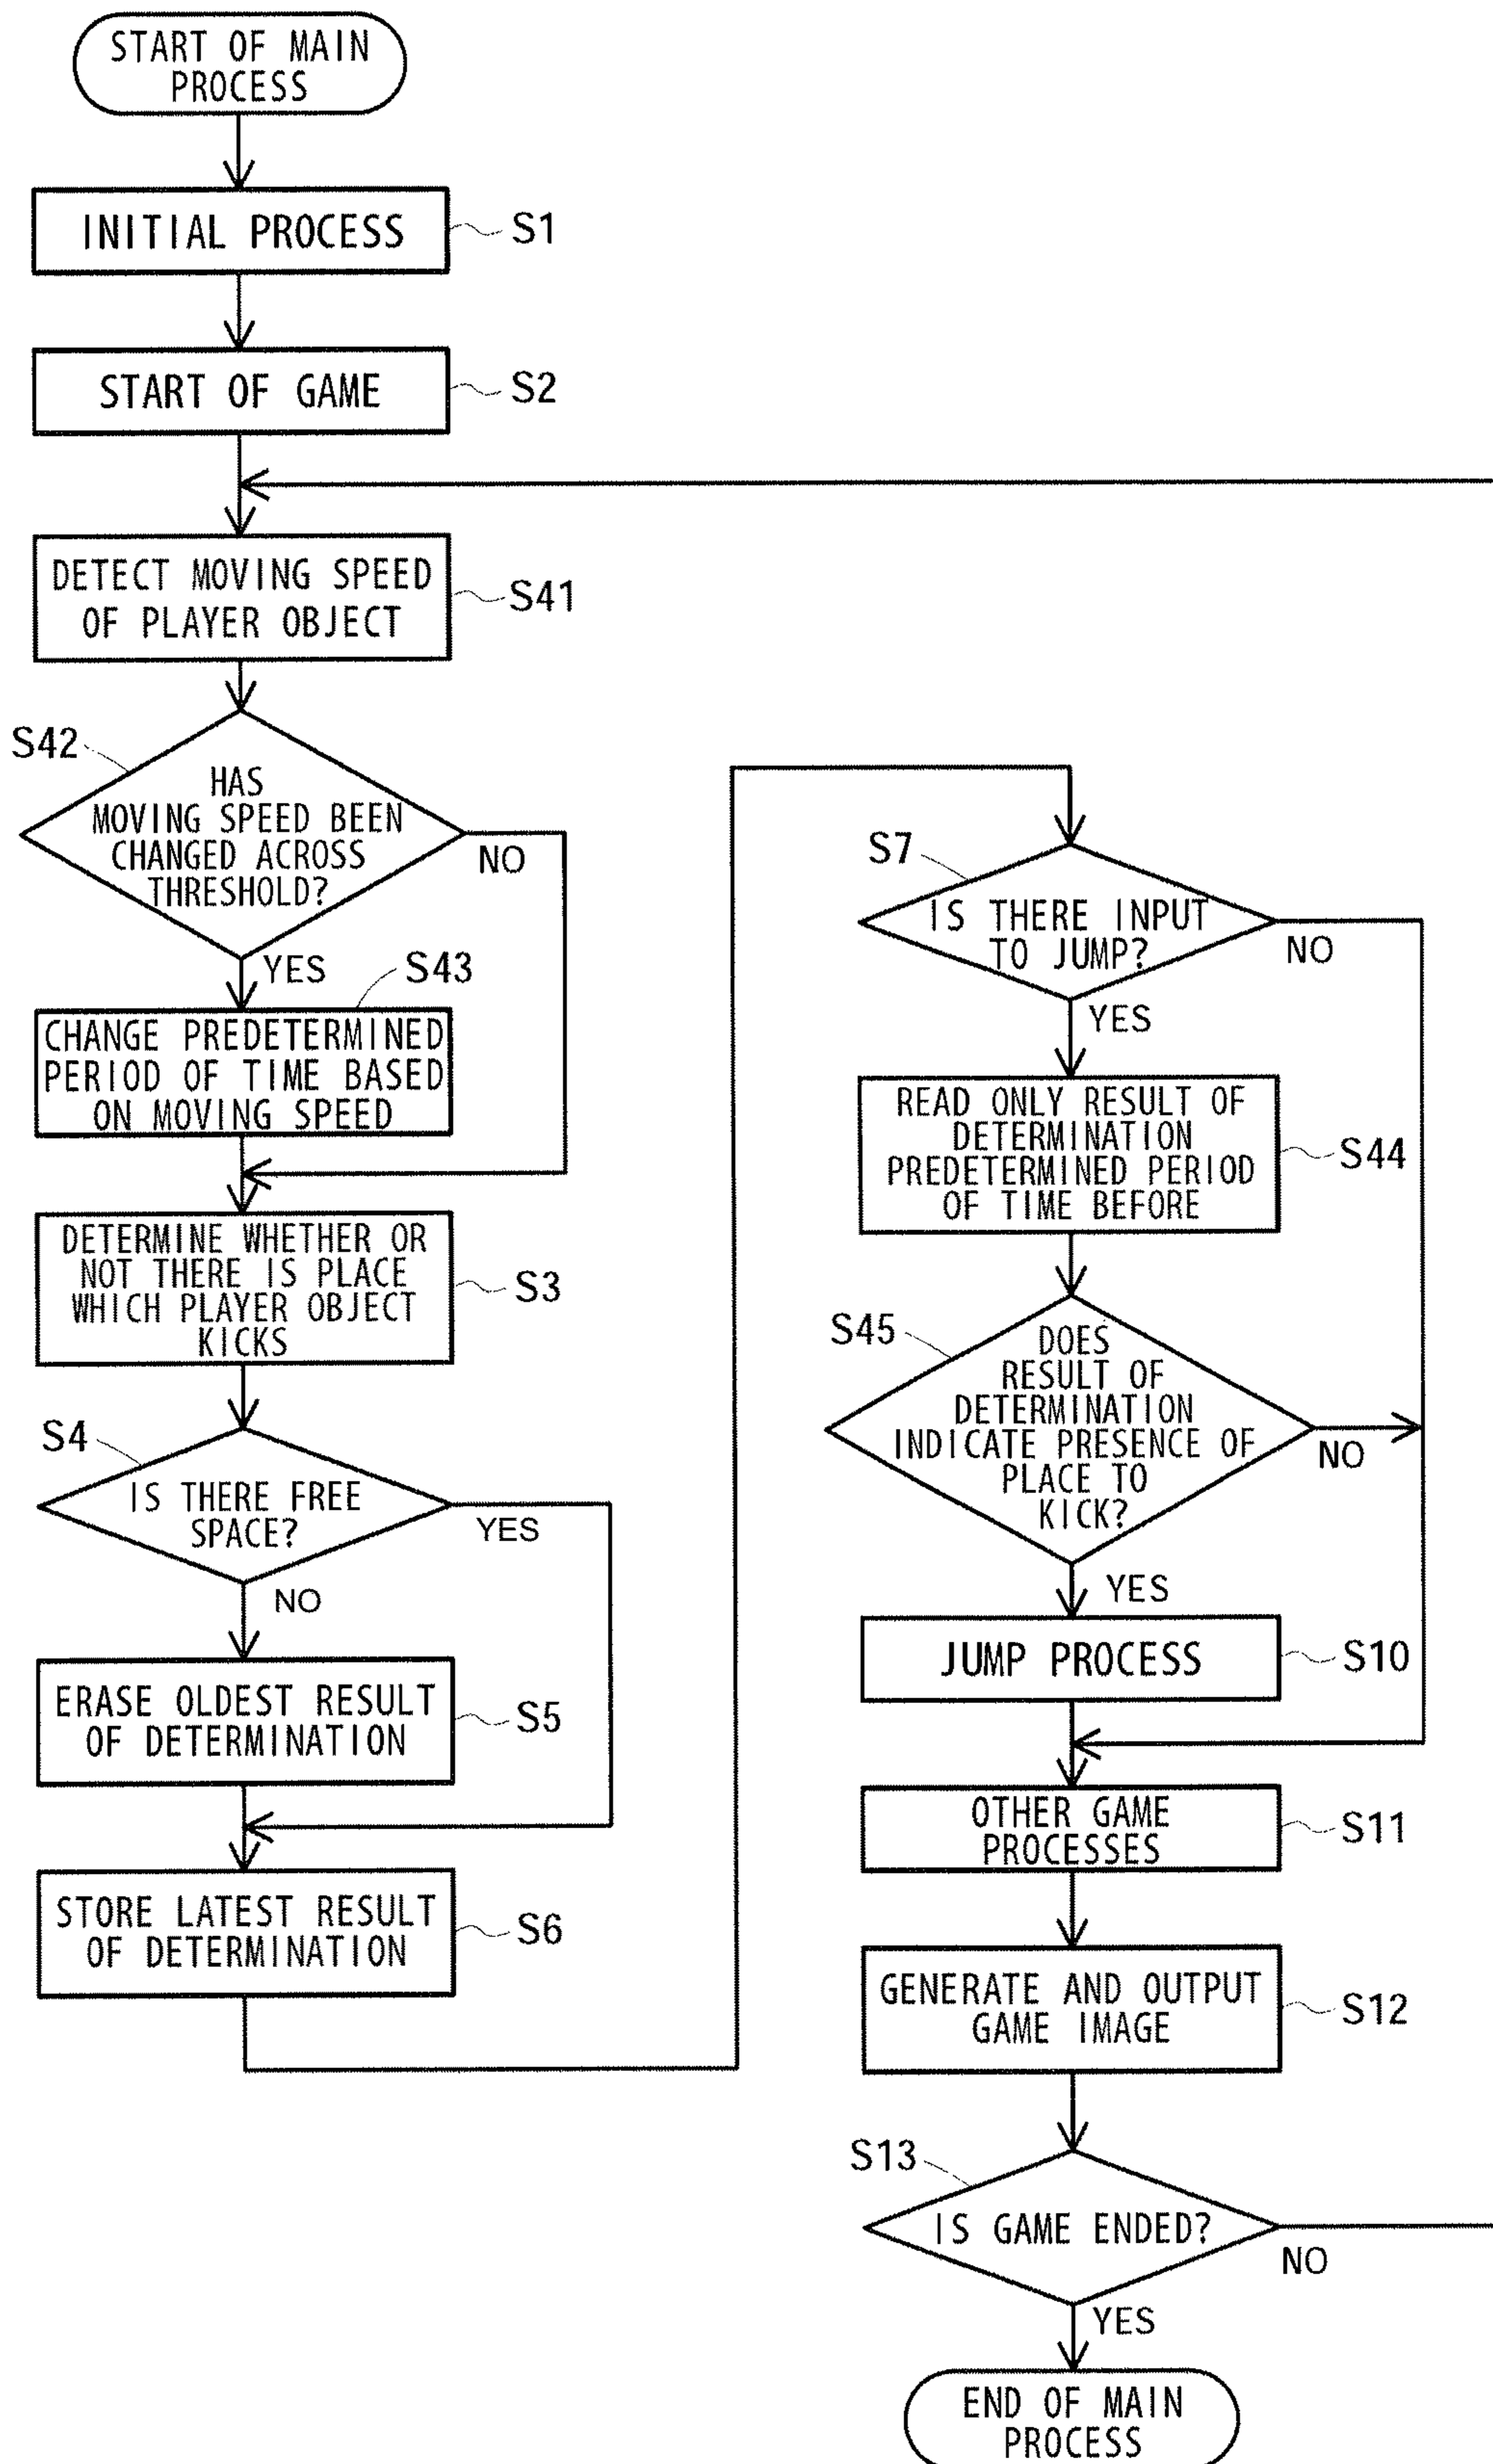 START OF MAIN
PROCESS
INITIAL PROCESS
S1
START OF GAME
S2
DETECT MOVING SPEED
OF PLAYER OBJECT
S41
S42
HAS
MOVING SPEED BEEN
CHANGED ACROSS
THRESHOLD?
NO
YES
S43
CHANGE PREDETERMINED
PERIOD OF TIME BASED
ON MOVING SPEED
DETERMINE WHETHER OR
NOT THERE IS PLACE
WHICH PLAYER OBJECT
KICKS
S3
S4
IS THERE FREE
SPACE?
YES
NO
ERASE OLDEST RESULT
OF DETERMINATION
S5
STORE LATEST RESULT
OF DETERMINATION
S6
S7
IS THERE INPUT
TO JUMP?
NO
YES
READ ONLY RESULT OF
DETERMINATION
PREDETERMINED PERIOD
OF TIME BEFORE
S44
S45
DOES
RESULT OF
DETERMINATION
INDICATE PRESENCE OF
PLACE TO
KICK?
NO
YES
JUMP PROCESS
S10
OTHER GAME
PROCESSES
S11
GENERATE AND OUTPUT
GAME IMAGE
S12
S13
IS GAME ENDED?
NO
YES
END OF MAIN
PROCESS